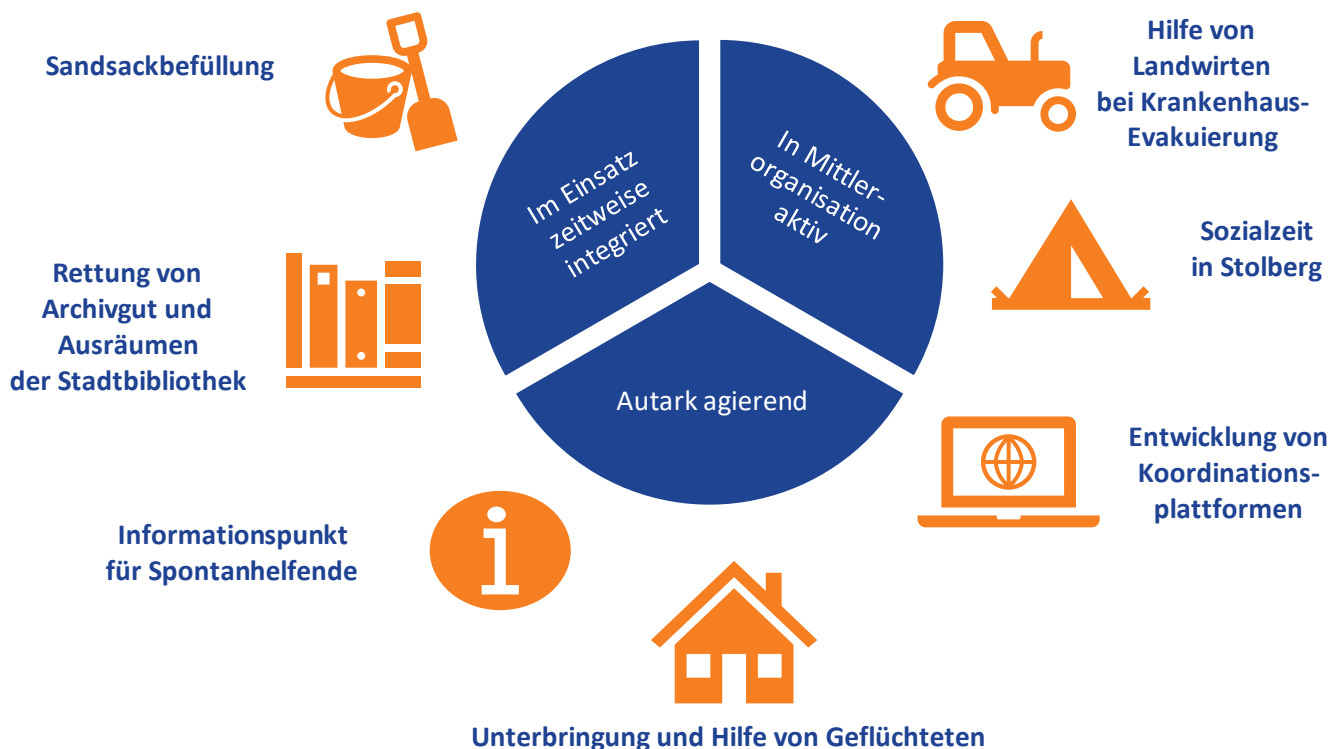 Sandsackbefüllung
Hilfe von
Landwirten
bei Krankenhaus-
Evakuierung
Im Einsatz
zeitweise
integriert
In Mittler-
organisation
aktiv
Rettung von
Archivgut und
Ausräumen
der Stadtbibliothek
Sozialzeit
in Stolberg
Autark agierend
Entwicklung von
Koordinations-
plattformen
Informationspunkt
für Spontanhelfende
Unterbringung und Hilfe von Geflüchteten